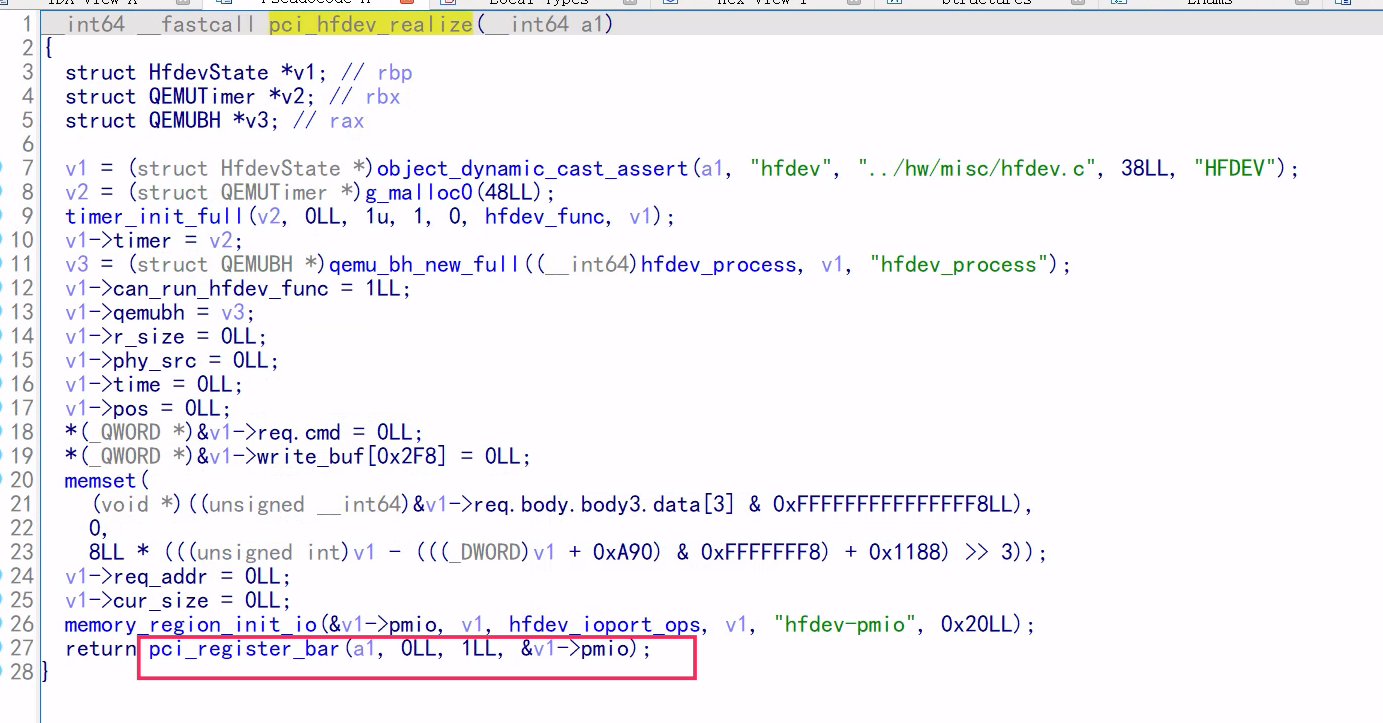 IDA View-A Pseudocode-A Local Types Hex View-1 Structures Enums
1 __int64 __fastcall pci_hfdev_realize(__int64 a1)
2 {
3 struct HfdevState *v1; // rbp
4 struct QEMUTimer *v2; // rbx
5 struct QEMUBH *v3; // rax
6
7 v1 = (struct HfdevState *)object_dynamic_cast_assert(a1, "hfdev", "../hw/misc/hfdev.c", 38LL, "HFDEV");
8 v2 = (struct QEMUTimer *)g_malloc0(48LL);
9 timer_init_full(v2, 0LL, 1u, 1, 0, hfdev_func, v1);
10 v1->timer = v2;
11 v3 = (struct QEMUBH *)qemu_bh_new_full((__int64)hfdev_process, v1, "hfdev_process");
12 v1->can_run_hfdev_func = 1LL;
13 v1->qemubh = v3;
14 v1->r_size = 0LL;
15 v1->phy_src = 0LL;
16 v1->time = 0LL;
17 v1->pos = 0LL;
18 *(_QWORD *)&v1->req.cmd = 0LL;
19 *(_QWORD *)&v1->write_buf[0x2F8] = 0LL;
20 memset(
21 (void *)((unsigned __int64)&v1->req.body.body3.data[3] & 0xFFFFFFFFFFFFFFF8LL),
22 0,
23 8LL * (((unsigned int)v1 - (((_DWORD)v1 + 0xA90) & 0xFFFFFFF8) + 0x1188) >> 3));
24 v1->req_addr = 0LL;
25 v1->cur_size = 0LL;
26 memory_region_init_io(&v1->pmio, v1, hfdev_ioport_ops, v1, "hfdev-pmio", 0x20LL);
27 return pci_register_bar(a1, 0LL, 1LL, &v1->pmio);
28 }